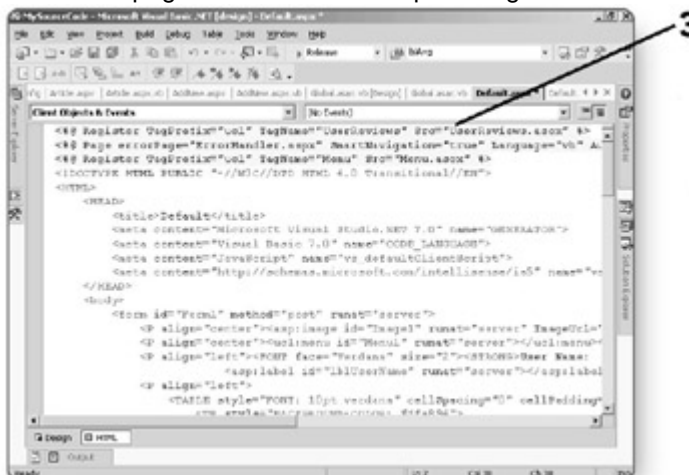 MySourceCode - Microsoft Visual Basic .NET [design] - Default.aspx *
File Edit View Project Build Debug Table Tools Window Help
Release
Default.aspx*
3
Client Objects & Events (No Events)
<%@ Register TagPrefix="uc1" TagName="UserReviews" Src="UserReviews.ascx" %>
<%@ Page errorPage="ErrorHandler.aspx" SmartNavigation="true" Language="vb"
<%@ Register TagPrefix="uc1" TagName="Menu" Src="Menu.ascx" %>
<!DOCTYPE HTML PUBLIC "-//W3C//DTD HTML 4.0 Transitional//EN">
<HTML>
<HEAD>
<title>Default</title>
<meta content="Microsoft Visual Studio.NET 7.0" name="GENERATOR">
<meta content="Visual Basic 7.0" name="CODE_LANGUAGE">
<meta content="JavaScript" name="vs_defaultClientScript">
<meta content="http://schemas.microsoft.com/intellisense/ie5" name="vs
</HEAD>
<body>
<form id="Form1" method="post" runat="server">
<P align="center"><asp:image id="Image1" runat="server" ImageUrl="
<P align="center"><uc1:menu id="Menu1" runat="server"></uc1:menu>
<P align="left"><FONT face="Verdana" size="2"><STRONG>User Name:
<asp:label id="lblUserName" runat="server"></asp:label
<P align="left">
<TABLE style="FONT: 10pt verdana" cellSpacing="0" cellPadding
Properties
Solution Explorer
Design HTML
Output
Ready